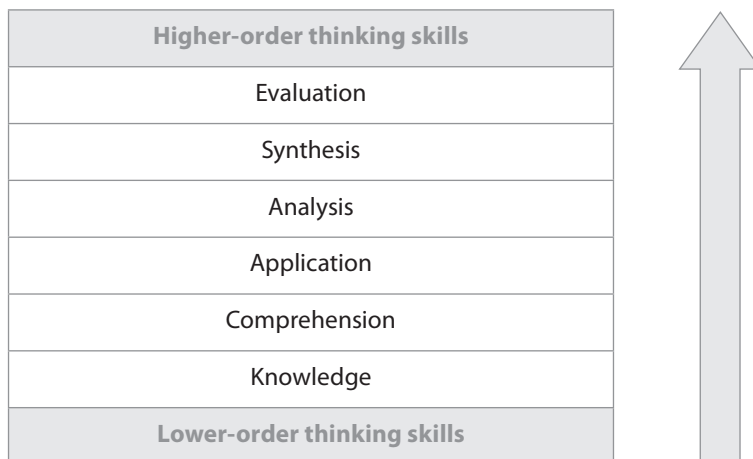 Higher-order thinking skills
Evaluation
Synthesis
Analysis
Application
Comprehension
Knowledge
Lower-order thinking skills